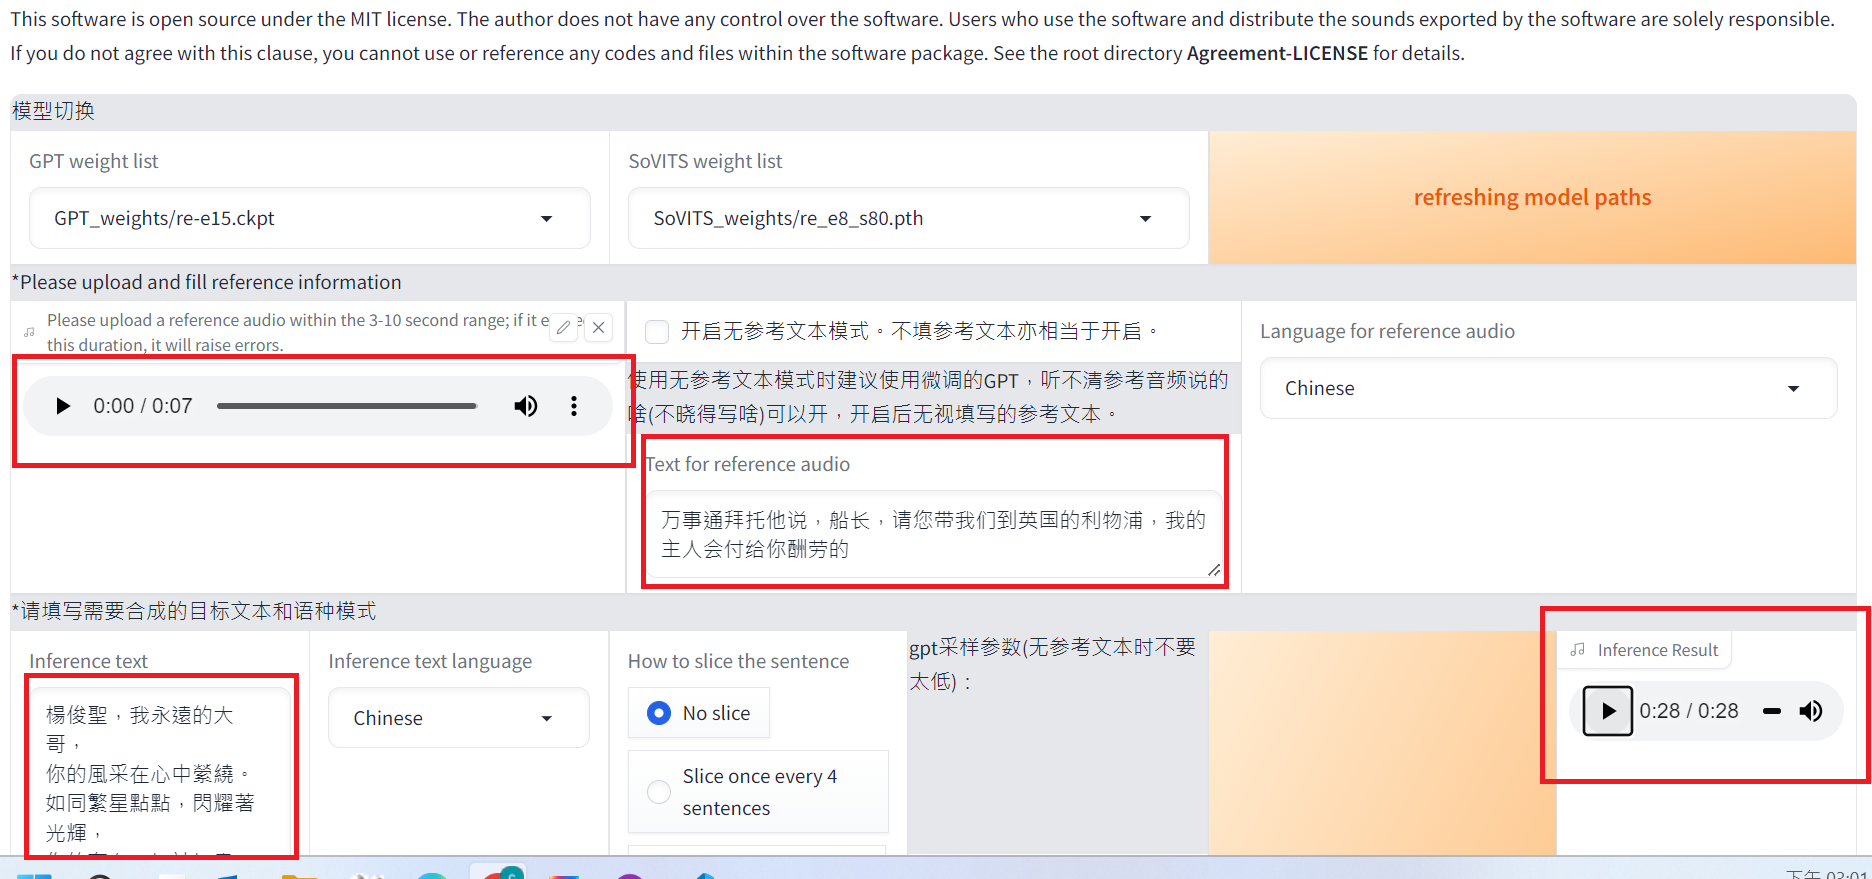 This software is open source under the MIT license. The author does not have any control over the software. Users who use the software and distribute the sounds exported by the software are solely responsible.
If you do not agree with this clause, you cannot use or reference any codes and files within the software package. See the root directory Agreement-LICENSE for details.
模型切换
GPT weight list
GPT_weights/re-e15.ckpt
SoVITS weight list
SoVITS_weights/re_e8_s80.pth
refreshing model paths
*Please upload and fill reference information
Please upload a reference audio within the 3-10 second range; if it
this duration, it will raise errors.
0:00 / 0:07
开启无参考文本模式。不填参考文本亦相当于开启。
使用无参考文本模式时建议使用微调的GPT，听不清参考音频说的
啥(不晓得写啥)可以开，开启后无视填写的参考文本。
Text for reference audio
万事通拜托他说，船长，请您带我们到英国的利物浦，我的
主人会付给你酬劳的
Language for reference audio
Chinese
*请填写需要合成的目标文本和语种模式
Inference text
楊俊聖，我永遠的大
哥，
你的風采在心中縈繞。
如同繁星點點，閃耀著
光輝，
Inference text language
Chinese
How to slice the sentence
No slice
Slice once every 4
sentences
gpt采样参数(无参考文本时不要
太低)：
Inference Result
0:28 / 0:28
下午 03:01